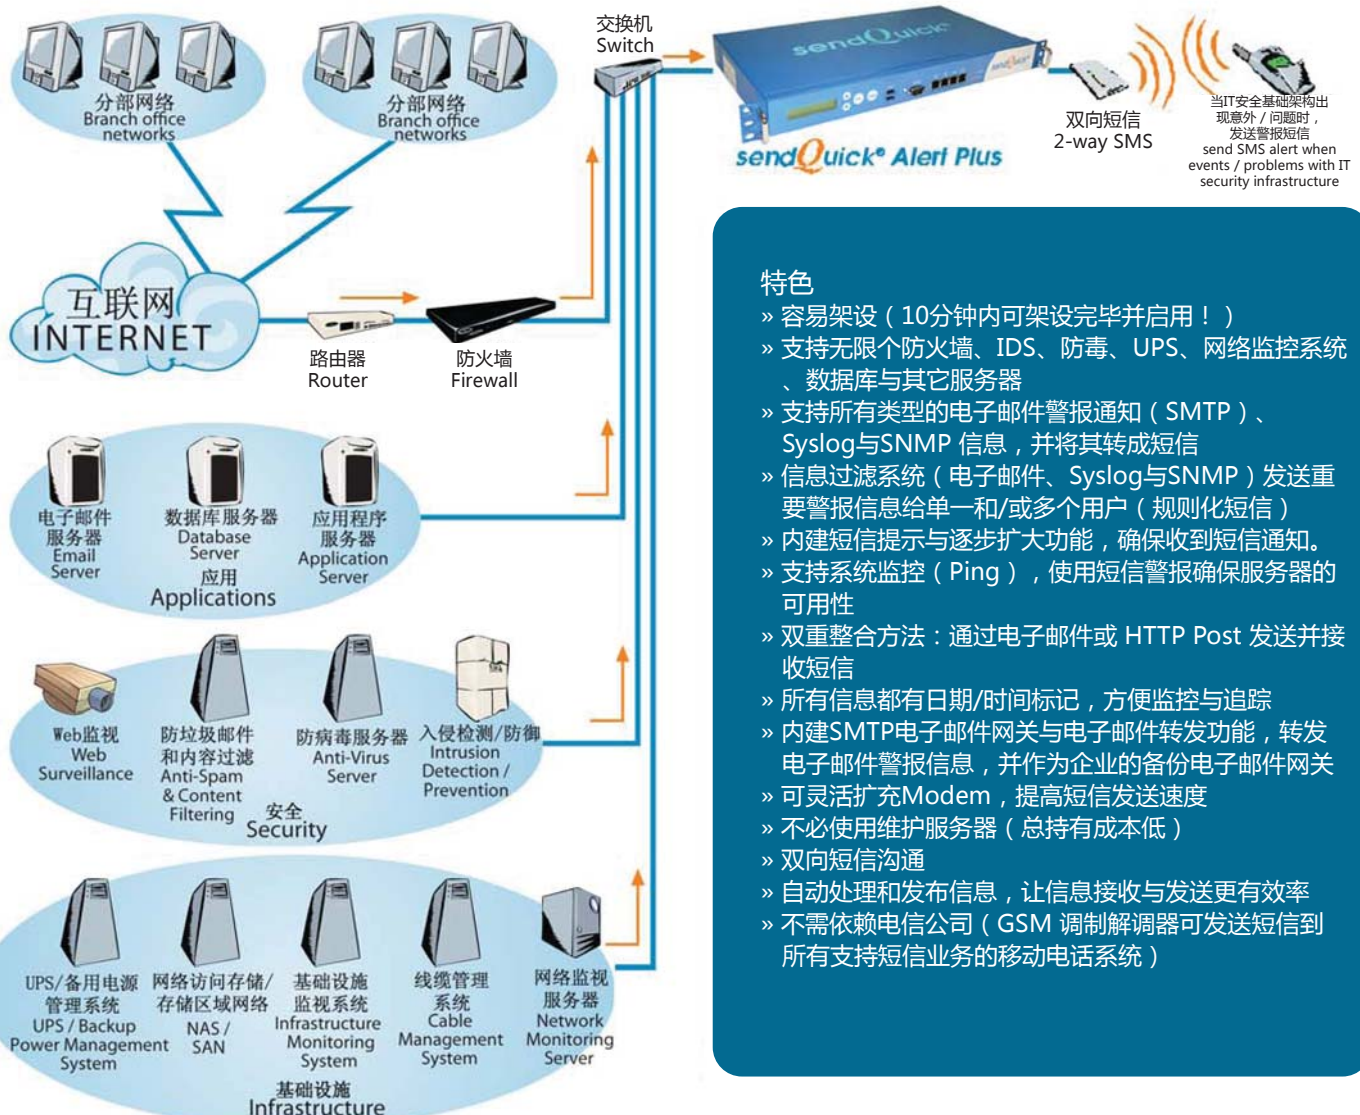 分部网络
Branch office
networks
分部网络
Branch office
networks
交换机
Switch
sendQuick
sendQuick
sendQuick® Alert Plus
双向短信
2-way SMS
当IT安全基础架构出
现意外 / 问题时，
发送警报短信
send SMS alert when
events / problems with IT
security infrastructure
互联网
INTERNET
路由器
Router
防火墙
Firewall
电子邮件
服务器
Email
Server
数据库服务器
Database
Server
应用程序
服务器
Application
Server
应用
Applications
Web监视
Web
Surveillance
防垃圾邮件
和内容过滤
Anti-Spam
& Content
Filtering
防病毒服务器
Anti-Virus
Server
入侵检测/防御
Intrusion
Detection /
Prevention
安全
Security
UPS/备用电源
管理系统
UPS / Backup
Power Management
System
网络访问存储/
存储区域网络
NAS /
SAN
基础设施
监视系统
Infrastructure
Monitoring
System
线缆管理
系统
Cable
Management
System
网络监视
服务器
Network
Monitoring
Server
基础设施
Infrastructure
特色
» 容易架设（10分钟内可架设完毕并启用！）
» 支持无限个防火墙、IDS、防毒、UPS、网络监控系统
、数据库与其它服务器
» 支持所有类型的电子邮件警报通知（SMTP）、
Syslog与SNMP 信息，并将其转成短信
» 信息过滤系统（电子邮件、Syslog与SNMP）发送重
要警报信息给单一和/或多个用户（规则化短信）
» 内建短信提示与逐步扩大功能，确保收到短信通知。
» 支持系统监控（Ping），使用短信警报确保服务器的
可用性
» 双重整合方法：通过电子邮件或 HTTP Post 发送并接
收短信
» 所有信息都有日期/时间标记，方便监控与追踪
» 内建SMTP电子邮件网关与电子邮件转发功能，转发
电子邮件警报信息，并作为企业的备份电子邮件网关
» 可灵活扩充Modem，提高短信发送速度
» 不必使用维护服务器（总持有成本低）
» 双向短信沟通
» 自动处理和发布信息，让信息接收与发送更有效率
» 不需依赖电信公司（GSM 调制解调器可发送短信到
所有支持短信业务的移动电话系统）